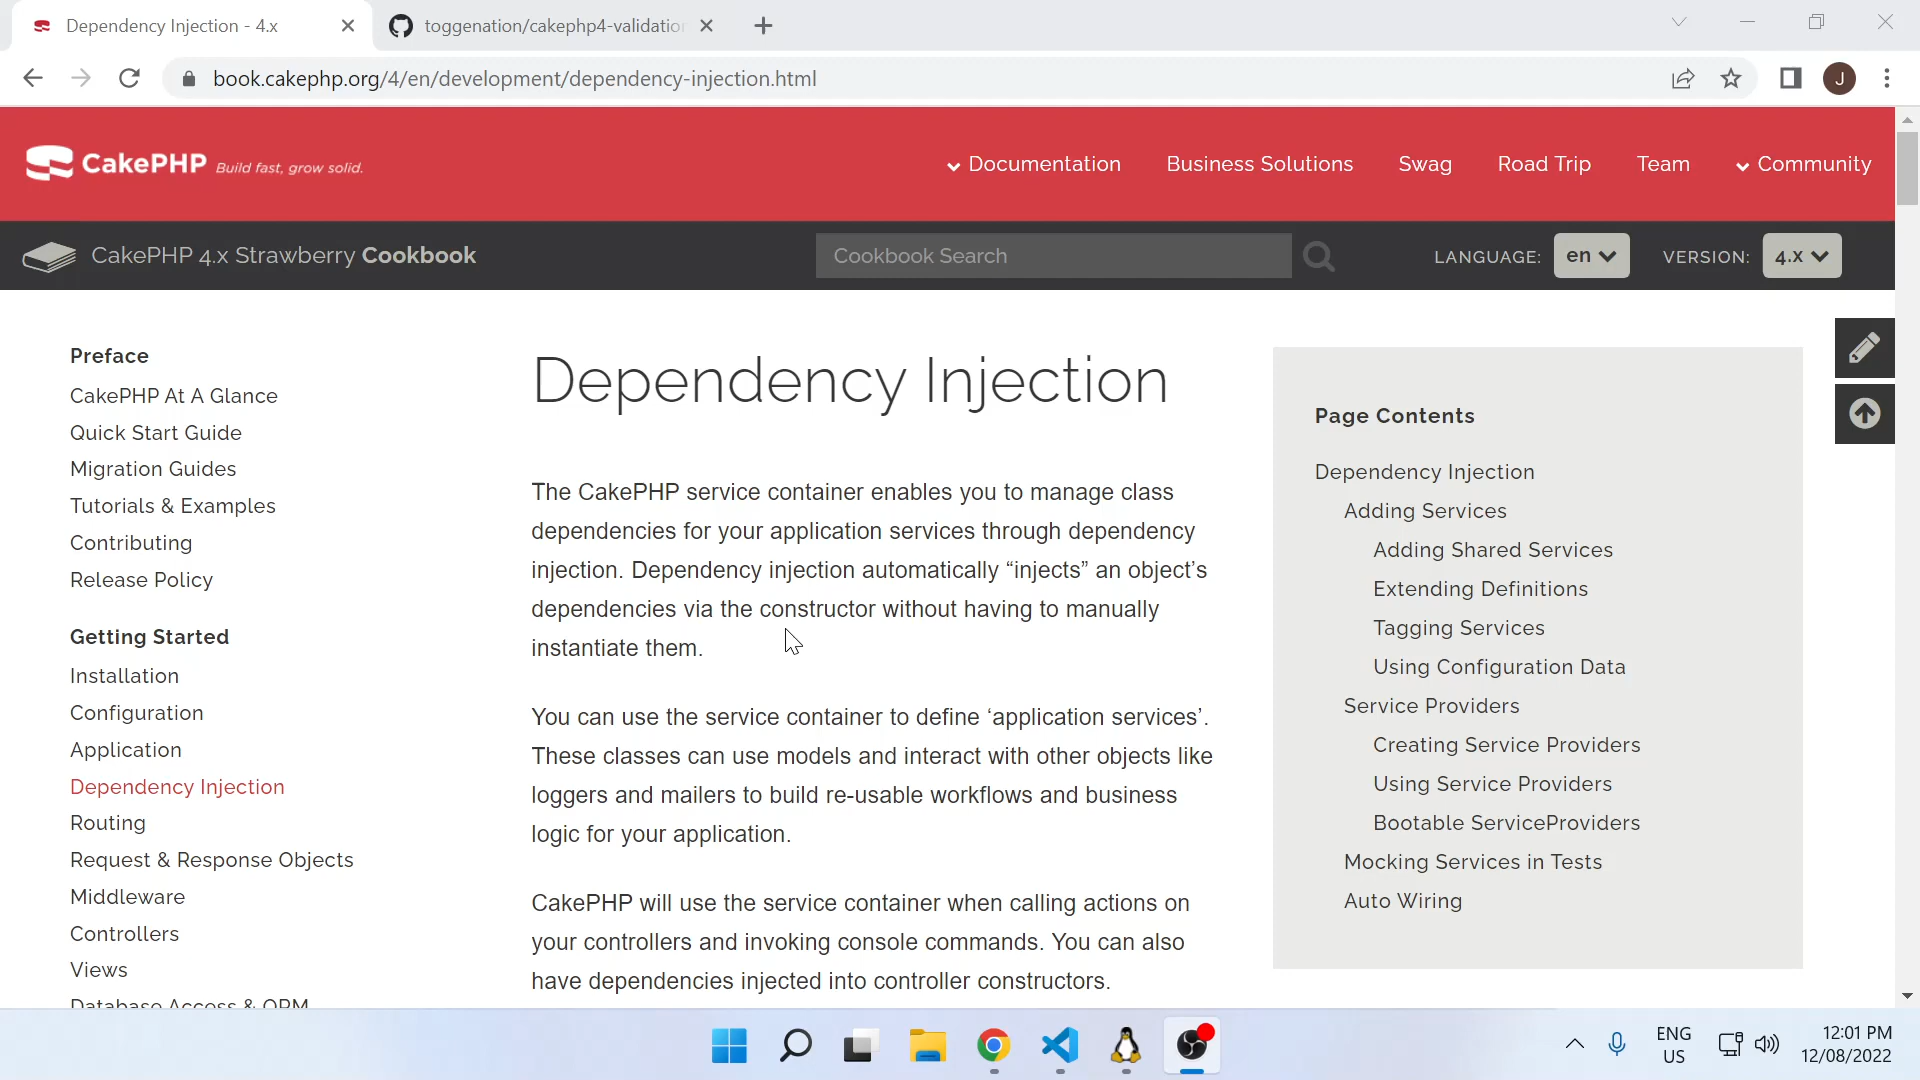 Dependency Injection - 4.x
toggenation/cakephp4-validation
book.cakephp.org/4/en/development/dependency-injection.html
J
CakePHP Build fast, grow solid.
Documentation
Business Solutions
Swag
Road Trip
Team
Community
CakePHP 4.x Strawberry Cookbook
Cookbook Search
LANGUAGE:
en
VERSION:
4.x
Preface
CakePHP At A Glance
Quick Start Guide
Migration Guides
Tutorials & Examples
Contributing
Release Policy
Getting Started
Installation
Configuration
Application
Dependency Injection
Routing
Request & Response Objects
Middleware
Controllers
Views
Database Access & ORM
Dependency Injection
The CakePHP service container enables you to manage class
dependencies for your application services through dependency
injection. Dependency injection automatically “injects” an object’s
dependencies via the constructor without having to manually
instantiate them.
You can use the service container to define ‘application services’.
These classes can use models and interact with other objects like
loggers and mailers to build re-usable workflows and business
logic for your application.
CakePHP will use the service container when calling actions on
your controllers and invoking console commands. You can also
have dependencies injected into controller constructors.
Page Contents
Dependency Injection
Adding Services
Adding Shared Services
Extending Definitions
Tagging Services
Using Configuration Data
Service Providers
Creating Service Providers
Using Service Providers
Bootable ServiceProviders
Mocking Services in Tests
Auto Wiring
ENG
US
12:01 PM
12/08/2022